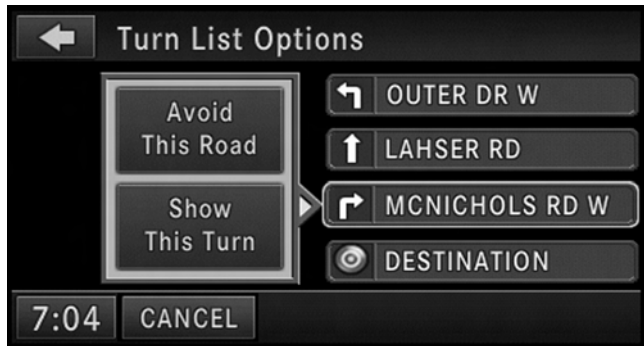 Turn List Options
Avoid
This Road
Show
This Turn
OUTER DR W
LAHSER RD
MCNICHOLS RD W
DESTINATION
7:04
CANCEL